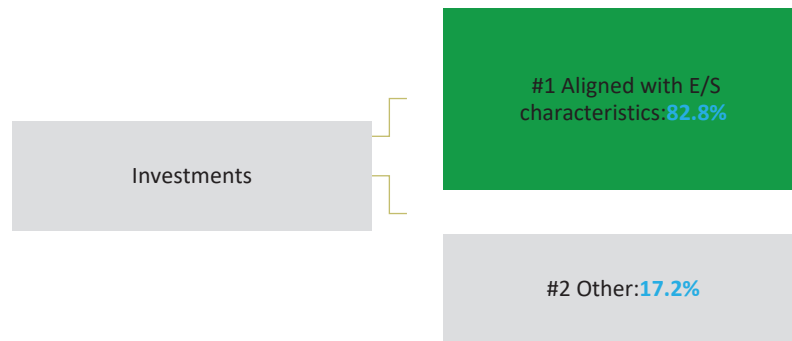 #1 Aligned with E/S
characteristics:82.8%
Investments
#2 Other:17.2%